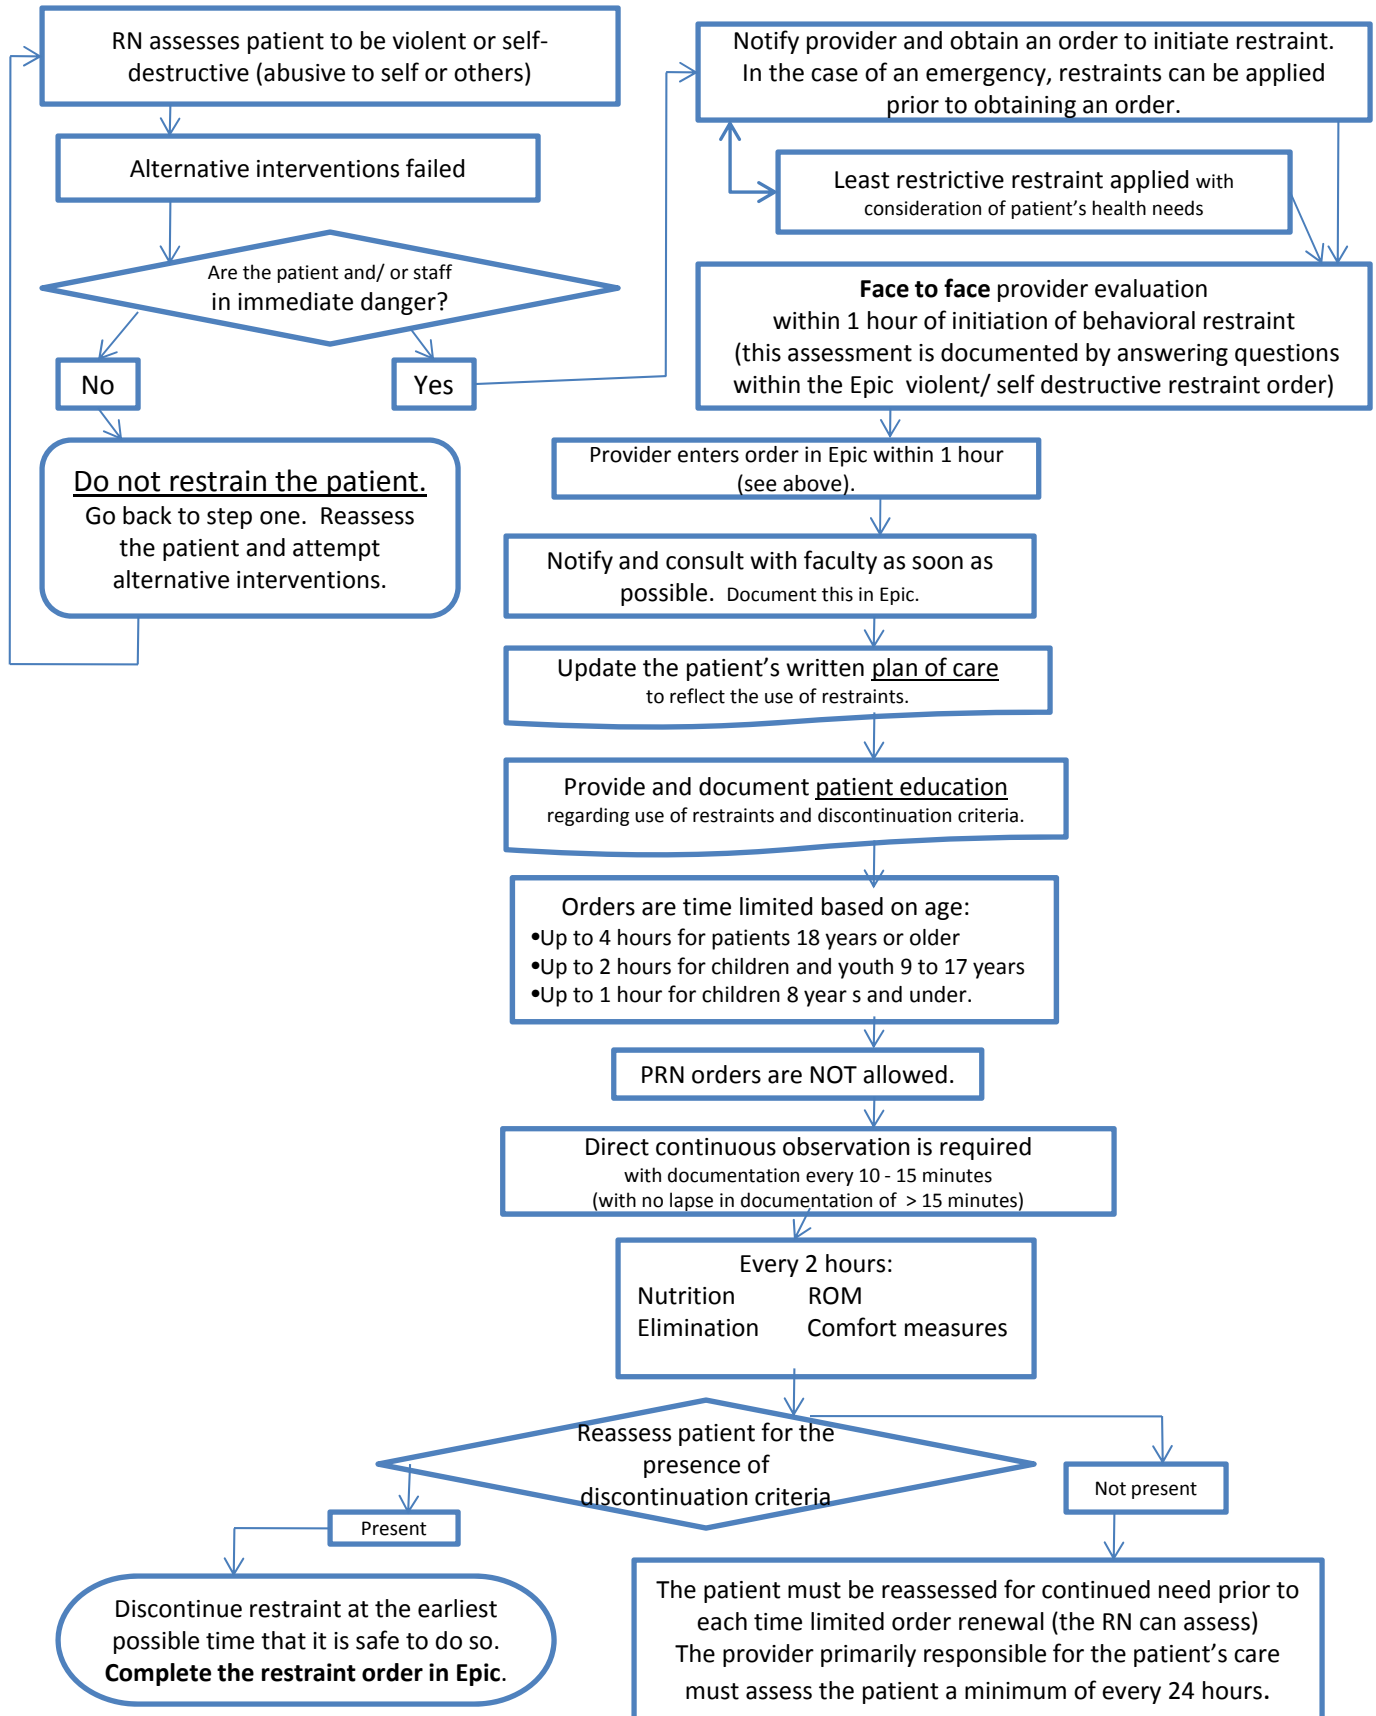 RN assesses patient to be violent or self-
destructive (abusive to self or others)
Alternative interventions failed
Are the patient and/ or staff
in immediate danger?
No
Yes
Do not restrain the patient.
Go back to step one.  Reassess
the patient and attempt
alternative interventions.
Notify provider and obtain an order to initiate restraint.
In the case of an emergency, restraints can be applied
prior to obtaining an order.
Least restrictive restraint applied with
consideration of patient's health needs
Face to face provider evaluation
within 1 hour of initiation of behavioral restraint
(this assessment is documented by answering questions
within the Epic  violent/ self destructive restraint order)
Provider enters order in Epic within 1 hour
(see above).
Notify and consult with faculty as soon as
possible.  Document this in Epic.
Update the patient's written plan of care
to reflect the use of restraints.
Provide and document patient education
regarding use of restraints and discontinuation criteria.
Orders are time limited based on age:
•Up to 4 hours for patients 18 years or older
•Up to 2 hours for children and youth 9 to 17 years
•Up to 1 hour for children 8 year s and under.
PRN orders are NOT allowed.
Direct continuous observation is required
with documentation every 10 - 15 minutes
(with no lapse in documentation of  > 15 minutes)
Every 2 hours:
Nutrition ROM
Elimination Comfort measures
Reassess patient for the
presence of
discontinuation criteria
Present
Not present
Discontinue restraint at the earliest
possible time that it is safe to do so.
Complete the restraint order in Epic.
The patient must be reassessed for continued need prior to
each time limited order renewal (the RN can assess)
The provider primarily responsible for the patient's care
must assess the patient a minimum of every 24 hours.